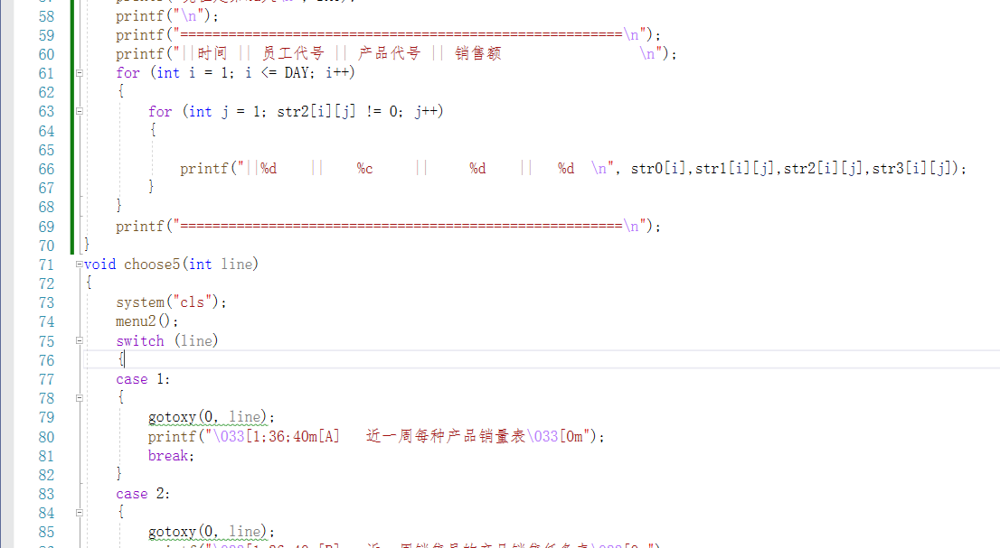 58 printf("\n");
59 printf("=======================================================\n");
60 printf("||时间 || 员工代号 || 产品代号 || 销售额                 \n");
61 for (int i = 1; i <= DAY; i++)
62 {
63 for (int j = 1; str2[i][j] != 0; j++)
64 {
65
66 printf("||%d    ||    %c     ||     %d    ||   %d  \n", str0[i],str1[i][j],str2[i][j],str3[i][j]);
67 }
68 }
69 printf("=======================================================\n");
70 }
71 void choose5(int line)
72 {
73 system("cls");
74 menu2();
75 switch (line)
76 {
77 case 1:
78 {
79 gotoxy(0, line);
80 printf("\033[1;36;40m[A]   近一周每种产品销量表\033[0m");
81 break;
82 }
83 case 2:
84 {
85 gotoxy(0, line);